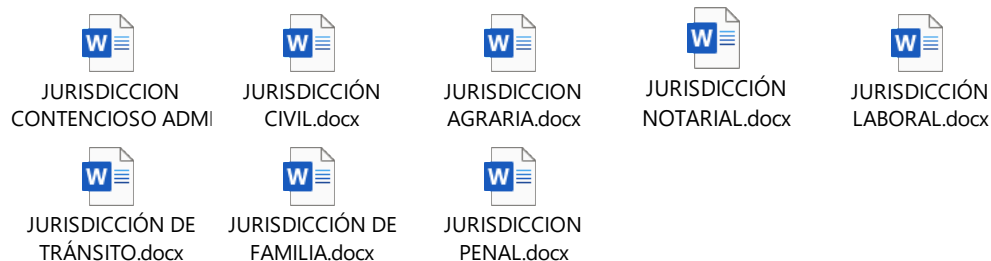 JURISDICCION
CONTENCIOSO ADMI
JURISDICCIÓN
CIVIL.docx
JURISDICCION
AGRARIA.docx
JURISDICCIÓN
NOTARIAL.docx
JURISDICCIÓN
LABORAL.docx
JURISDICCIÓN DE
TRÁNSITO.docx
JURISDICCIÓN DE
FAMILIA.docx
JURISDICCION
PENAL.docx